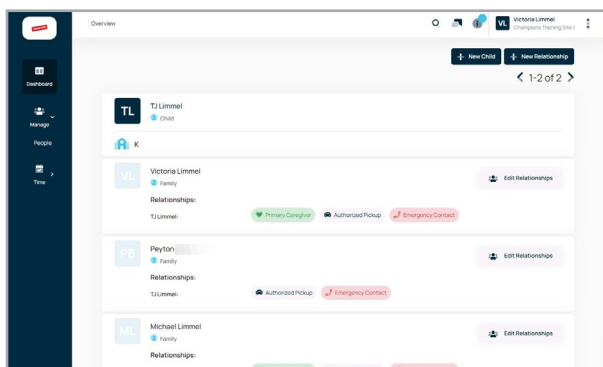 Overview
VL
Victoria Limmel
Champions Training Site 1
Dashboard
Manage
People
Time
New Child
New Relationship
1-2 of 2
TL
TJ Limmel
Child
K
VL
Victoria Limmel
Family
Edit Relationships
Relationships:
TJ Limmel:
Primary Caregiver
Authorized Pickup
Emergency Contact
PB
Peyton
Family
Edit Relationships
Relationships:
TJ Limmel:
Authorized Pickup
Emergency Contact
ML
Michael Limmel
Family
Edit Relationships
Relationships: